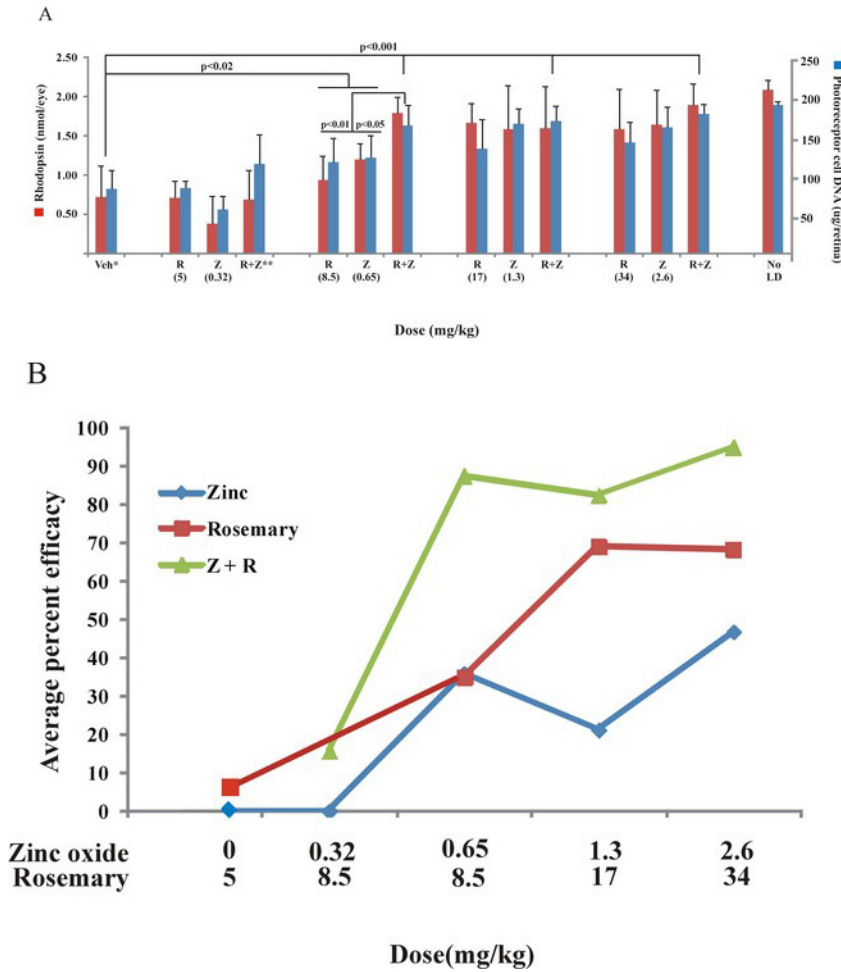 A
p<0.001
p<0.02
p<0.01 p<0.05
Rhodopsin (nmol/eye)
2.50
2.00
1.50
1.00
0.50
250
200
150
100
50
Photoreceptor cell DNA (ug/retina)
Veh* R Z R+Z** R Z R+Z R Z R+Z R Z R+Z No
(5) (0.32) (8.5) (0.65) (17) (1.3) (34) (2.6) LD
Dose (mg/kg)
B
Average percent efficacy
100
90
80
70
60
50
40
30
20
10
0
Zinc
Rosemary
Z + R
Zinc oxide 0 0.32 0.65 1.3 2.6
Rosemary 5 8.5 8.5 17 34
Dose(mg/kg)